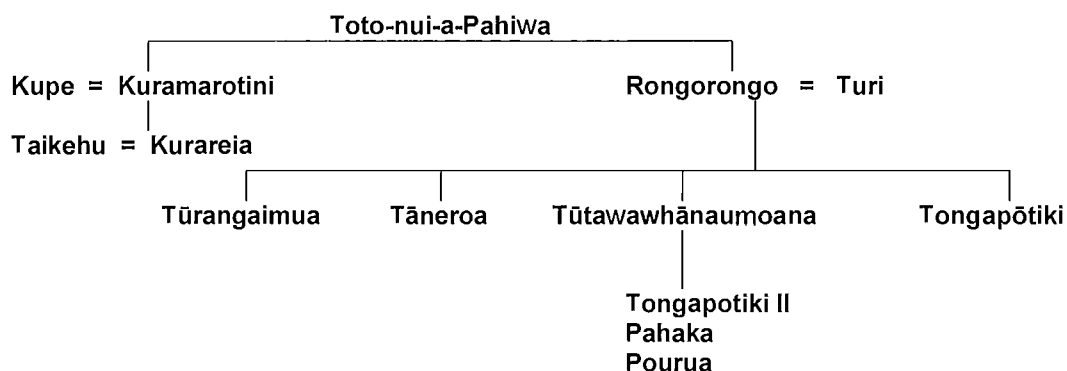 Toto-nui-a-Pahiwa
Kupe = Kuramarotini Rongorongo = Turi
Taikehu = Kurareia
Tūrangaimua Tāneroa Tūtawawhānaumoana Tongapōtiki
Tongapotiki II
Pahaka
Pourua